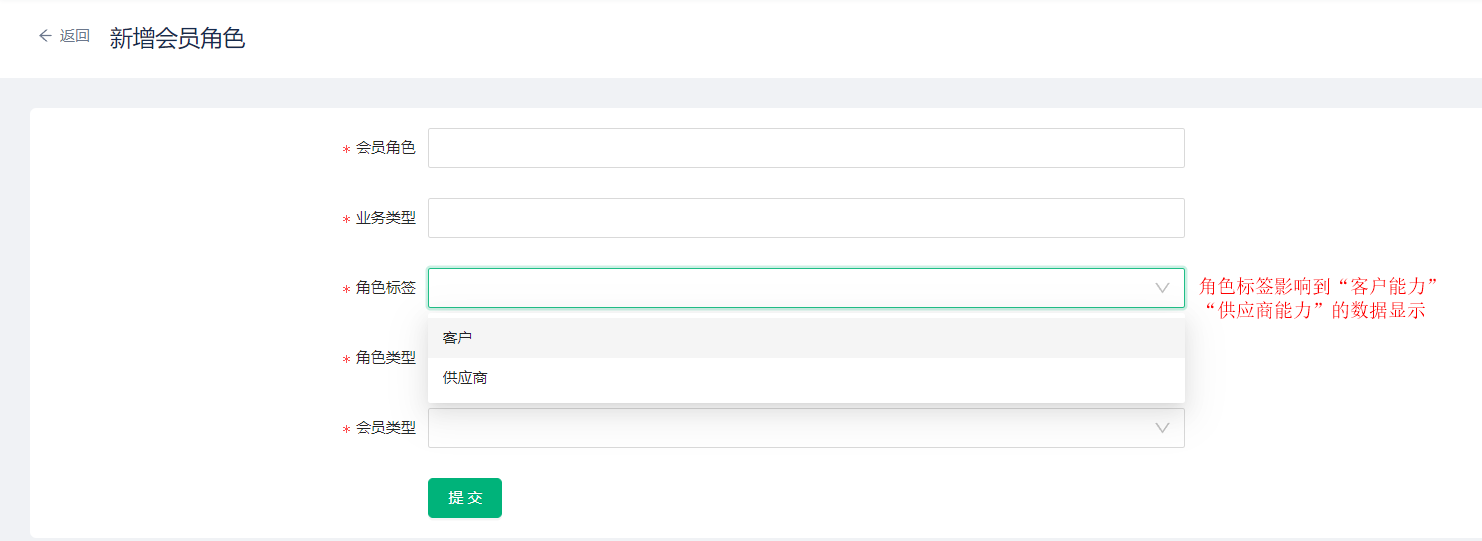 返回 新增会员角色
* 会员角色
* 业务类型
* 角色标签
角色标签影响到“客户能力”
“供应商能力”的数据显示
客户
* 角色类型
供应商
* 会员类型
提交